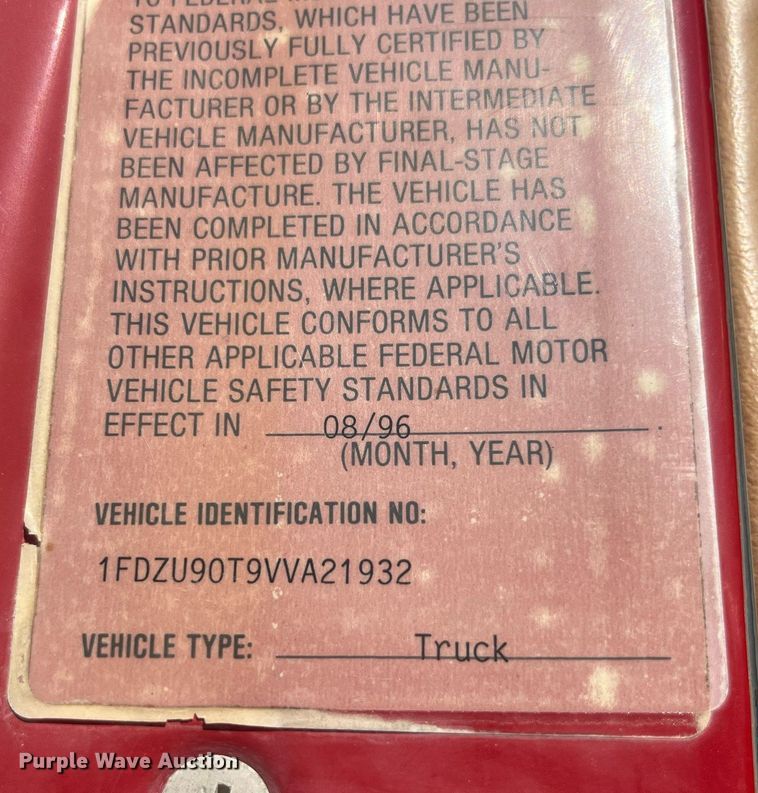 TO FEDERAL
STANDARDS, WHICH HAVE BEEN
PREVIOUSLY FULLY CERTIFIED BY
THE INCOMPLETE VEHICLE MANU-
FACTURER OR BY THE INTERMEDIATE
VEHICLE MANUFACTURER, HAS NOT
BEEN AFFECTED BY FINAL-STAGE
MANUFACTURE. THE VEHICLE HAS
BEEN COMPLETED IN ACCORDANCE
WITH PRIOR MANUFACTURER'S
INSTRUCTIONS, WHERE APPLICABLE.
THIS VEHICLE CONFORMS TO ALL
OTHER APPLICABLE FEDERAL MOTOR
VEHICLE SAFETY STANDARDS IN
EFFECT IN 08/96.
(MONTH, YEAR)
VEHICLE IDENTIFICATION NO:
1FDZU90T9VVA21932
VEHICLE TYPE: Truck
Purple Wave Auction